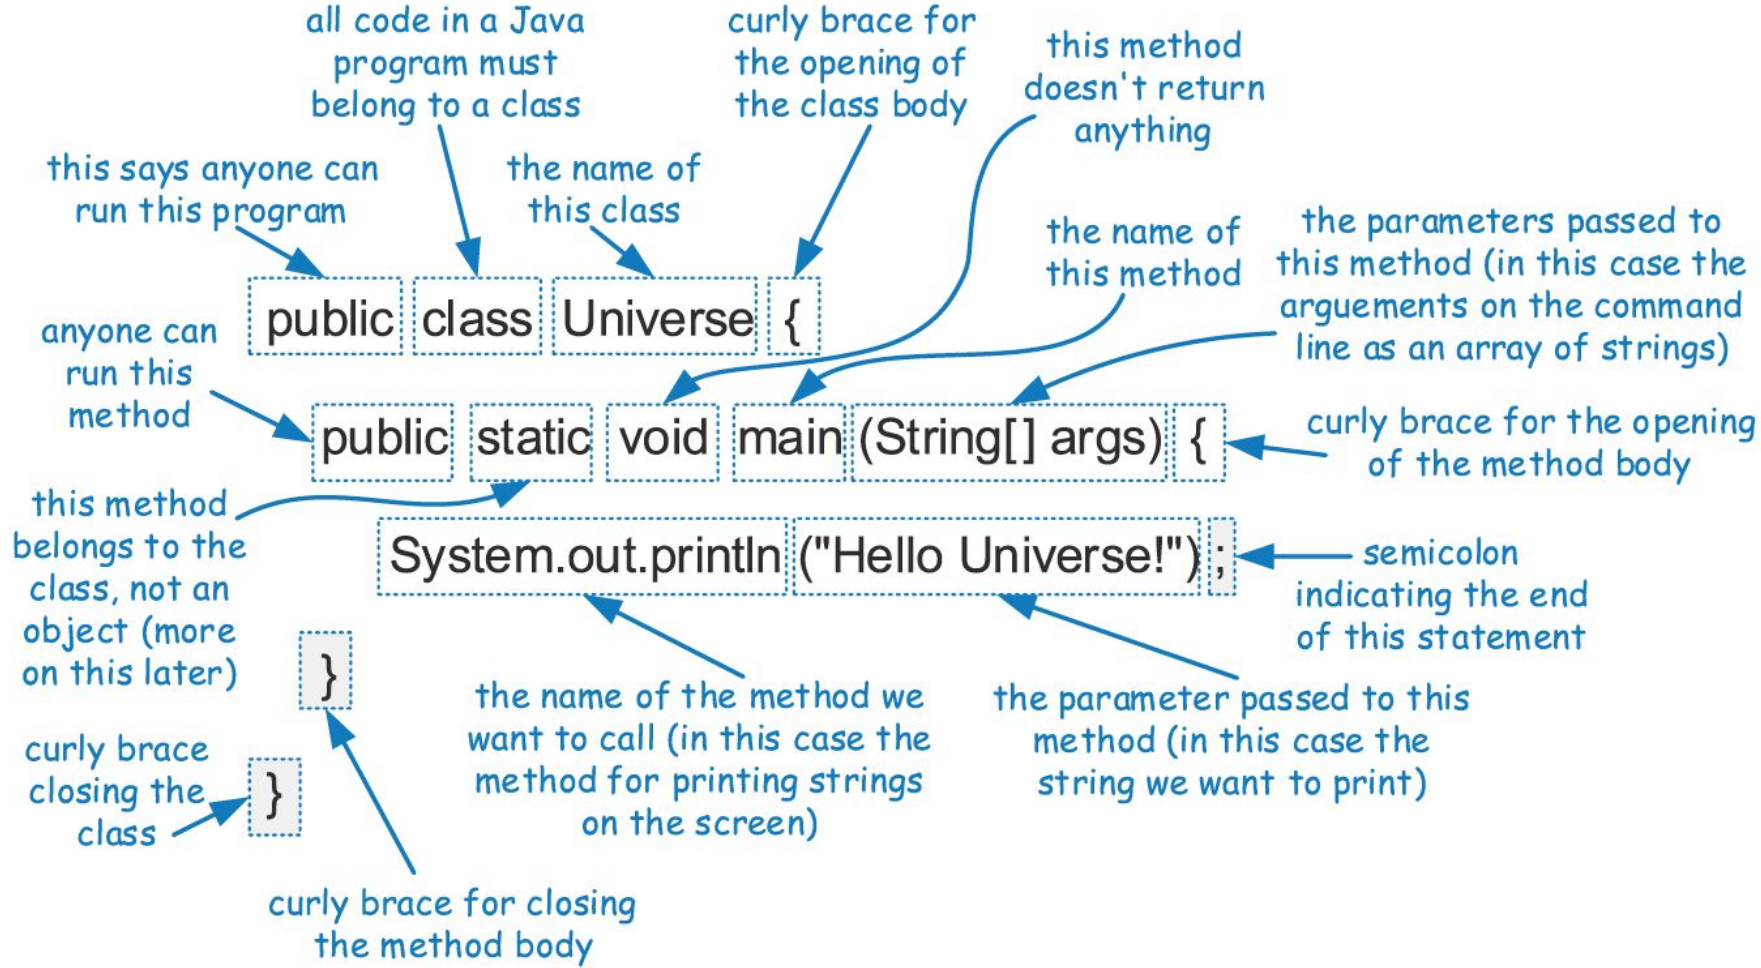 all code in a Java
program must
belong to a class
curly brace for
the opening of
the class body
this method
doesn't return
anything
this says anyone can
run this program
the name of
this class
the name of
this method
the parameters passed to
this method (in this case the
arguements on the command
line as an array of strings)
public class Universe {
anyone can
run this
method
public static void main (String[] args) {
curly brace for the opening
of the method body
this method
belongs to the
class, not an
object (more
on this later)
System.out.println ("Hello Universe!") ;
semicolon
indicating the end
of this statement
}
the name of the method we
want to call (in this case the
method for printing strings
on the screen)
the parameter passed to this
method (in this case the
string we want to print)
curly brace
closing the
class
}
curly brace for closing
the method body